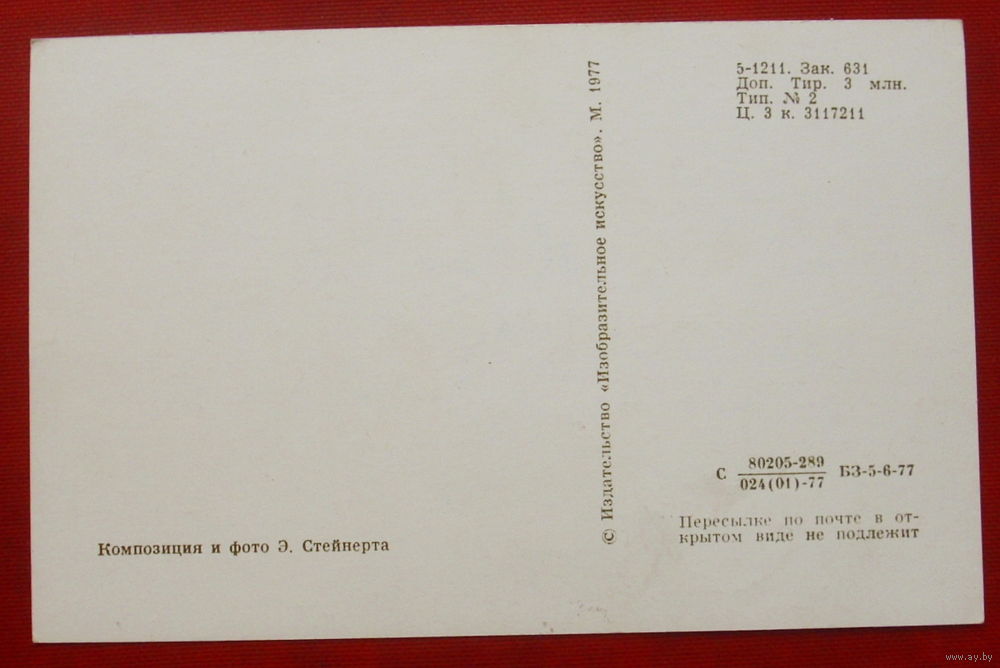 5-1211. Зак. 631
Доп. Тир. 3 млн.
Тип. № 2
Ц. 3 к. 3117211
© Издательство «Изобразительное искусство». М. 1977
С 80205-289
024(01)-77 БЗ-5-6-77
Пересылке по почте в от-
крытом виде не подлежит
Композиция и фото Э. Стейнерта
www.ay.by